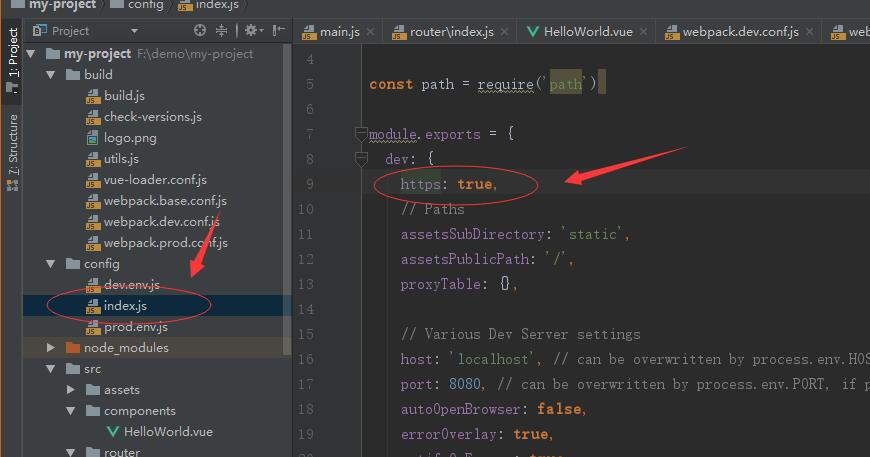 my-project
config
index.js
1: Project
7: Structure
Project
my-project F:\demo\my-project
build
build.js
check-versions.js
logo.png
utils.js
vue-loader.conf.js
webpack.base.conf.js
webpack.dev.conf.js
webpack.prod.conf.js
config
dev.env.js
index.js
prod.env.js
node_modules
src
assets
components
HelloWorld.vue
router
main.js
router\index.js
HelloWorld.vue
webpack.dev.conf.js
4
5 const path = require('path')
6
7 module.exports = {
8 dev: {
9 https: true,
10 // Paths
11 assetsSubDirectory: 'static',
12 assetsPublicPath: '/',
13 proxyTable: {},
14
15 // Various Dev Server settings
16 host: 'localhost', // can be overwritten by process.env.HOS
17 port: 8080, // can be overwritten by process.env.PORT, if p
18 autoOpenBrowser: false,
19 errorOverlay: true,